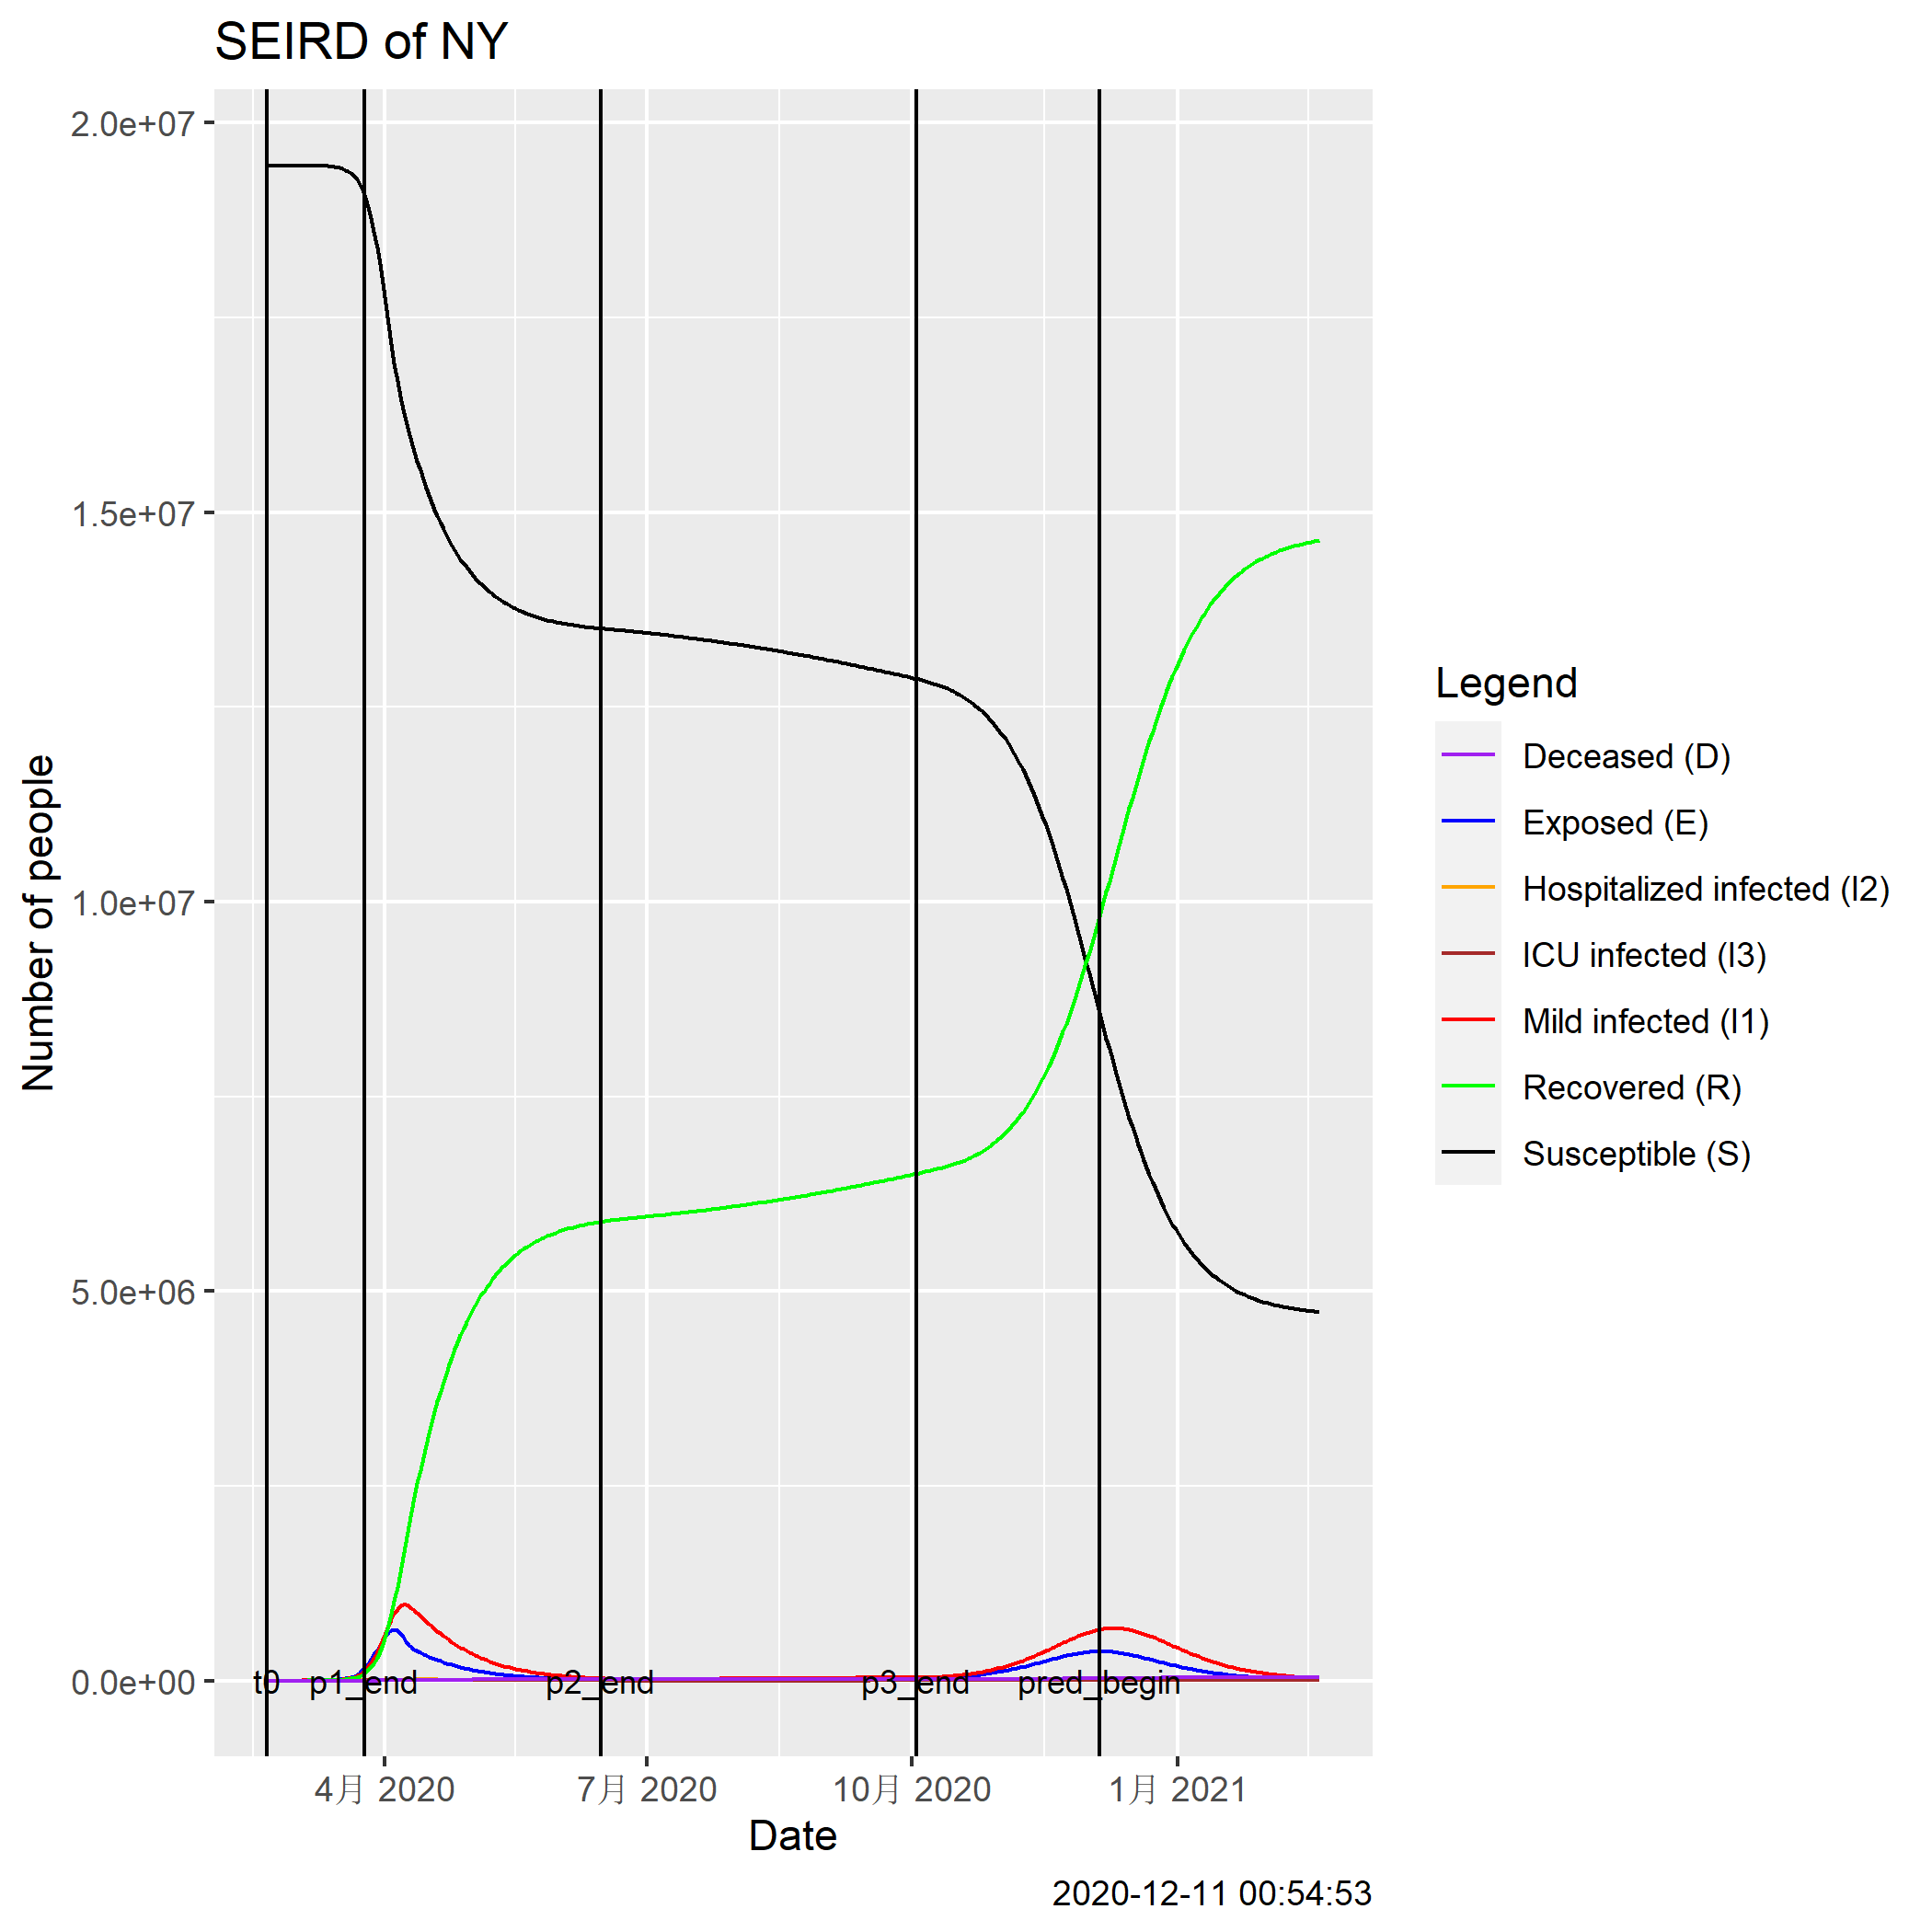 SEIRD of NY
2.0e+07
1.5e+07
1.0e+07
5.0e+06
0.0e+00
Number of people
t0 p1_end p2_end p3_end pred_begin
4月 2020 7月 2020 10月 2020 1月 2021
Date
2020-12-11 00:54:53
Legend
Deceased (D)
Exposed (E)
Hospitalized infected (I2)
ICU infected (I3)
Mild infected (I1)
Recovered (R)
Susceptible (S)